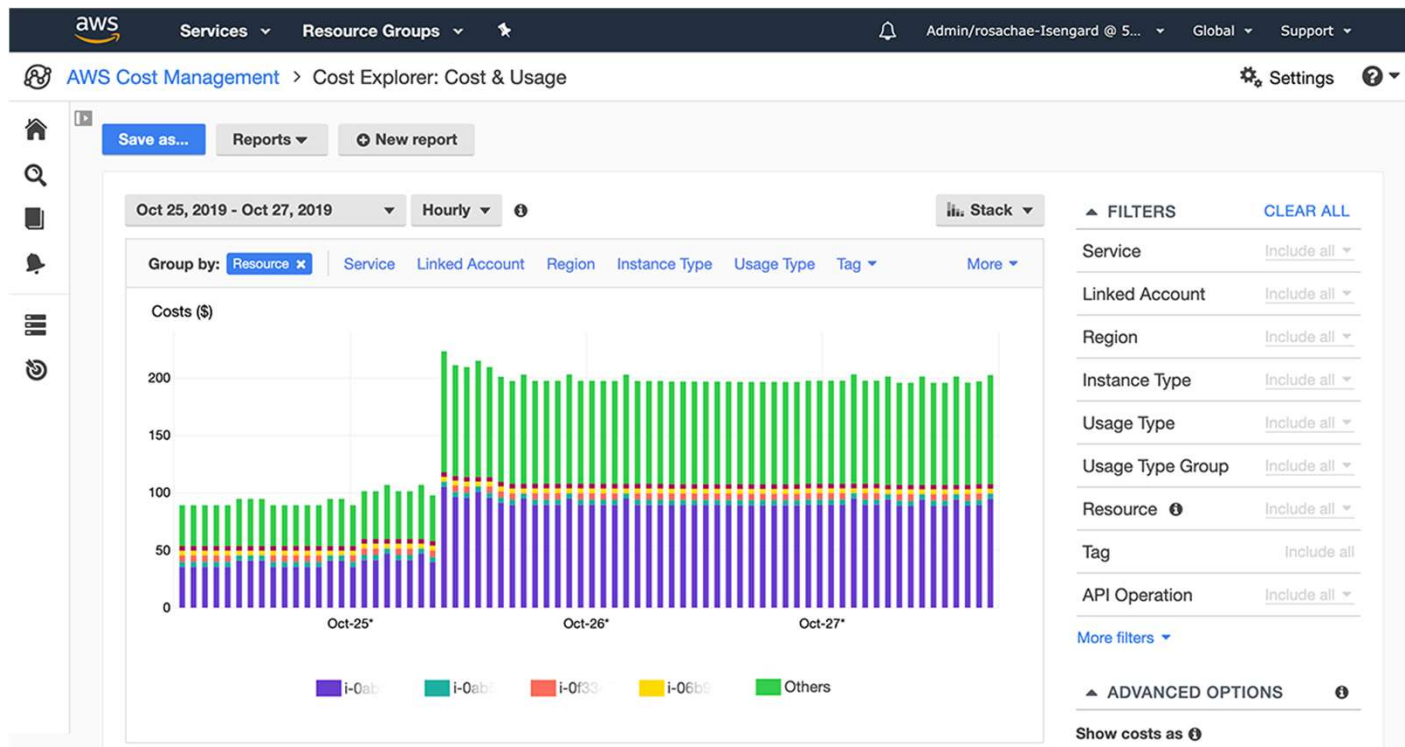 aws Services Resource Groups Admin/rosachae-Isengard @ 5... Global Support
AWS Cost Management > Cost Explorer: Cost & Usage Settings
Save as... Reports New report
Oct 25, 2019 - Oct 27, 2019 Hourly Stack
Group by: Resource × Service Linked Account Region Instance Type Usage Type Tag More
Costs ($)
200
150
100
50
0
Oct-25* Oct-26* Oct-27*
i-0ab i-0ab i-0f33 i-06b9 Others
FILTERS CLEAR ALL
Service Include all
Linked Account Include all
Region Include all
Instance Type Include all
Usage Type Include all
Usage Type Group Include all
Resource Include all
Tag Include all
API Operation Include all
More filters
ADVANCED OPTIONS
Show costs as